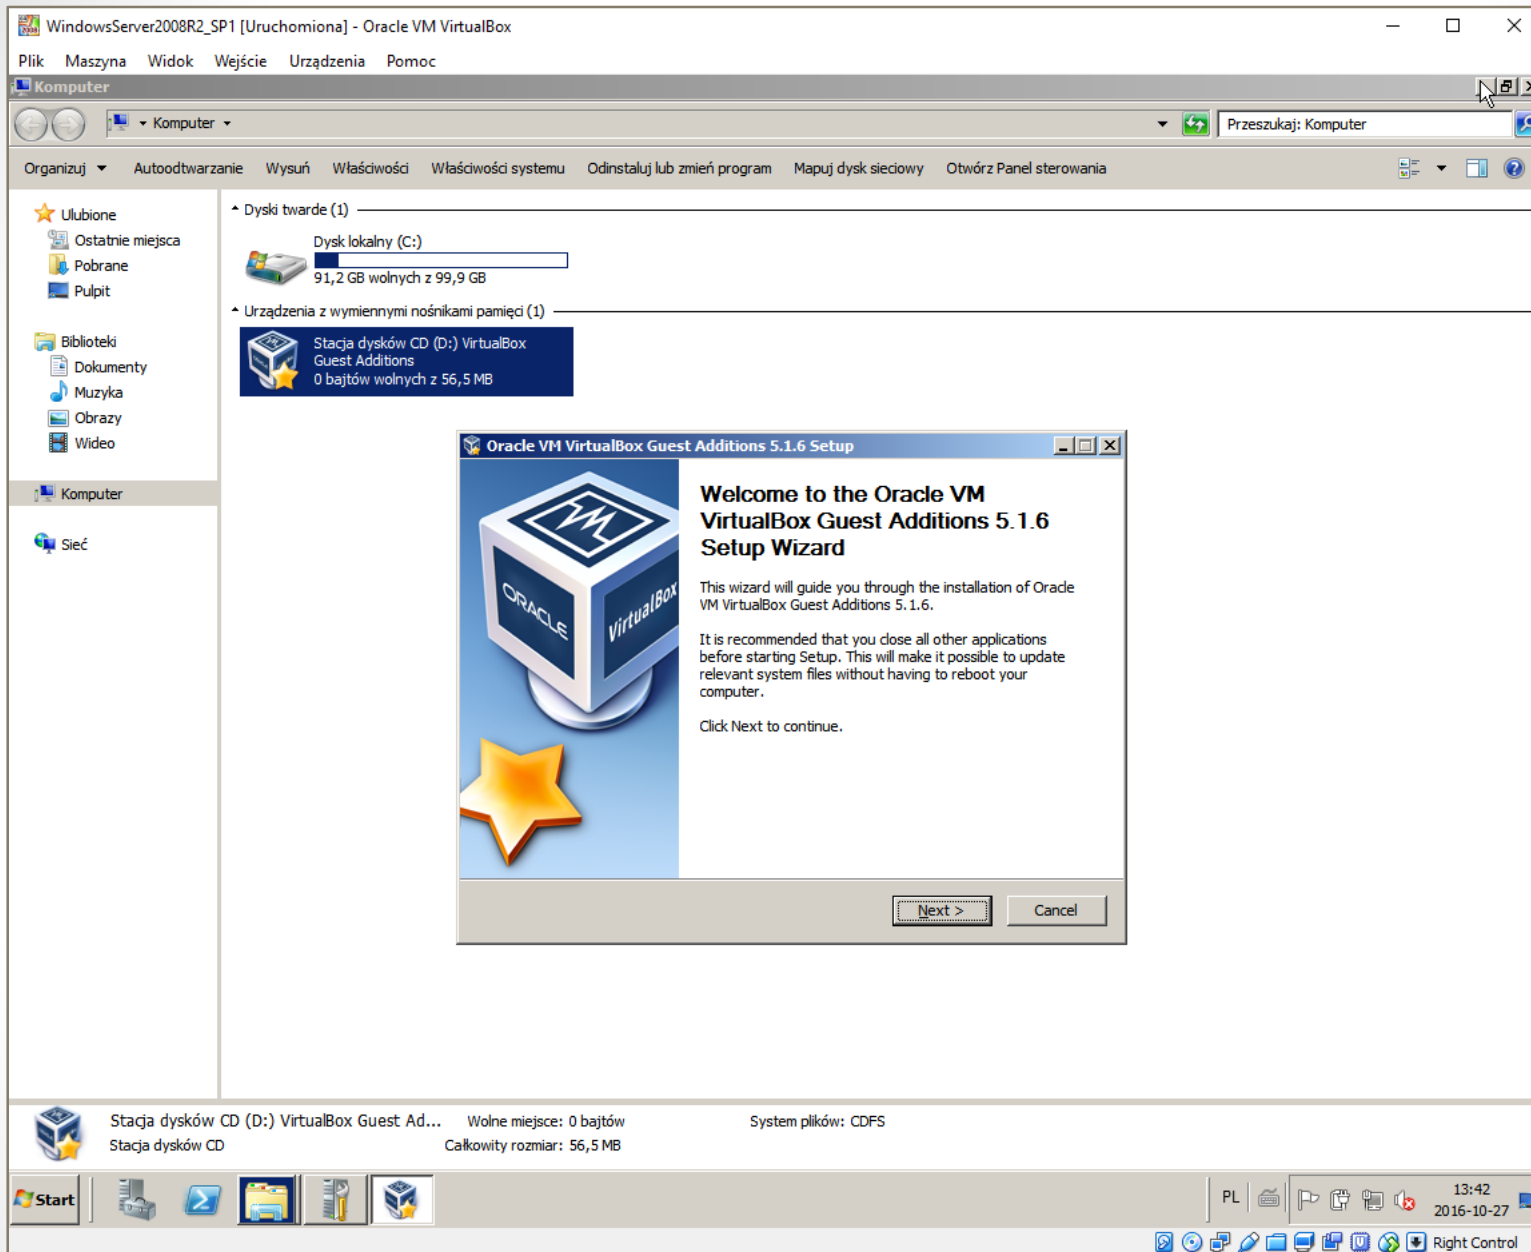 WindowsServer2008R2_SP1 [Uruchomiona] - Oracle VM VirtualBox
Plik Maszyna Widok Wejście Urządzenia Pomoc
Komputer
Komputer
Przeszukaj: Komputer
Organizuj Autoodtwarzanie Wysuń Właściwości Właściwości systemu Odinstaluj lub zmień program Mapuj dysk sieciowy Otwórz Panel sterowania
Ulubione
Ostatnie miejsca
Pobrane
Pulpit
Biblioteki
Dokumenty
Muzyka
Obrazy
Wideo
Komputer
Sieć
Dyski twarde (1)
Dysk lokalny (C:)
91,2 GB wolnych z 99,9 GB
Urządzenia z wymiennymi nośnikami pamięci (1)
Stacja dysków CD (D:) VirtualBox
Guest Additions
0 bajtów wolnych z 56,5 MB
Oracle VM VirtualBox Guest Additions 5.1.6 Setup
ORACLE
VirtualBox
Welcome to the Oracle VM
VirtualBox Guest Additions 5.1.6
Setup Wizard
This wizard will guide you through the installation of Oracle
VM VirtualBox Guest Additions 5.1.6.
It is recommended that you close all other applications
before starting Setup. This will make it possible to update
relevant system files without having to reboot your
computer.
Click Next to continue.
Next >
Cancel
Stacja dysków CD (D:) VirtualBox Guest Ad... Wolne miejsce: 0 bajtów System plików: CDFS
Stacja dysków CD Całkowity rozmiar: 56,5 MB
Start
PL
13:42
2016-10-27
Right Control